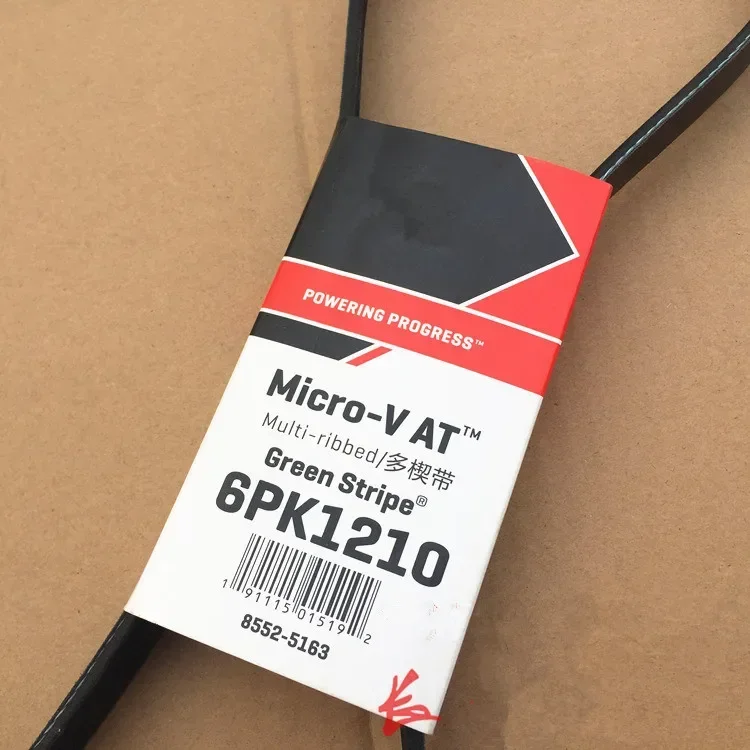 POWERING PROGRESS™
Micro-V AT™
Multi-ribbed/多楔带
Green Stripe®
6PK1210
1 91115 01519 2
8552-5163